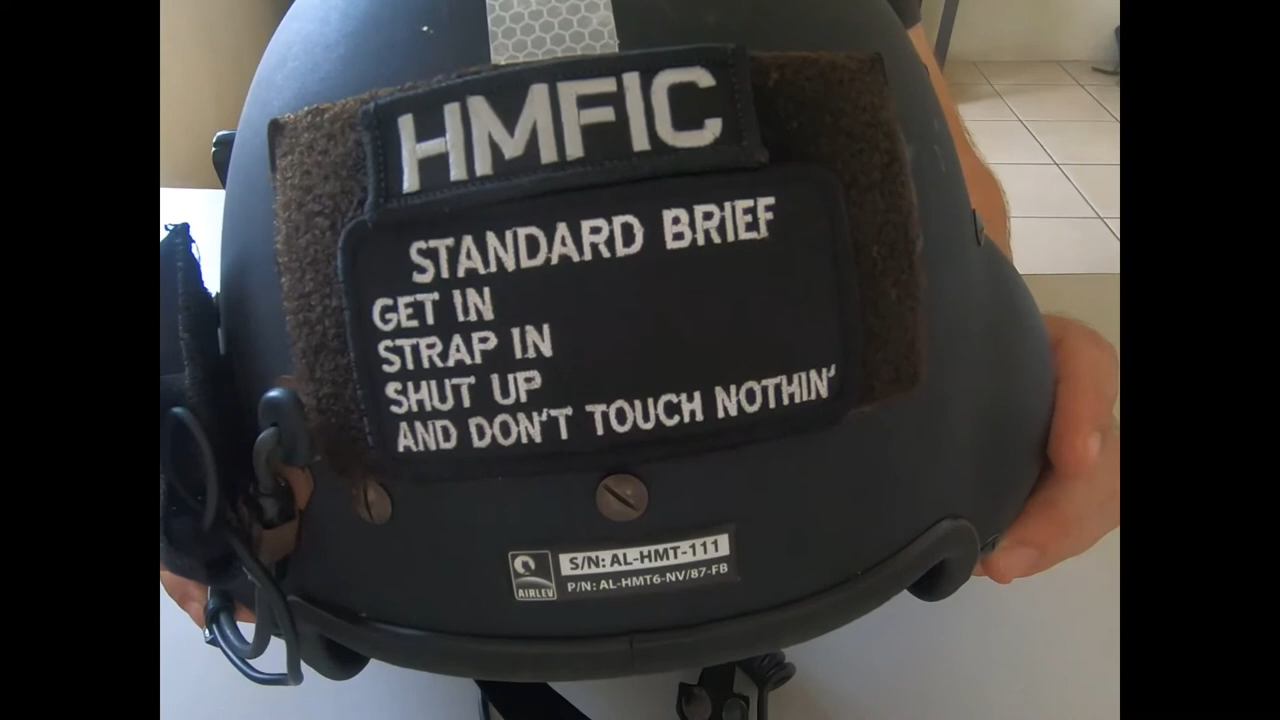 HMFIC
STANDARD BRIEF
GET IN
STRAP IN
SHUT UP
AND DON'T TOUCH NOTHIN'
S/N: AL-HMT-111
P/N: AL-HMT6-NV/87-FB
AIRLEV